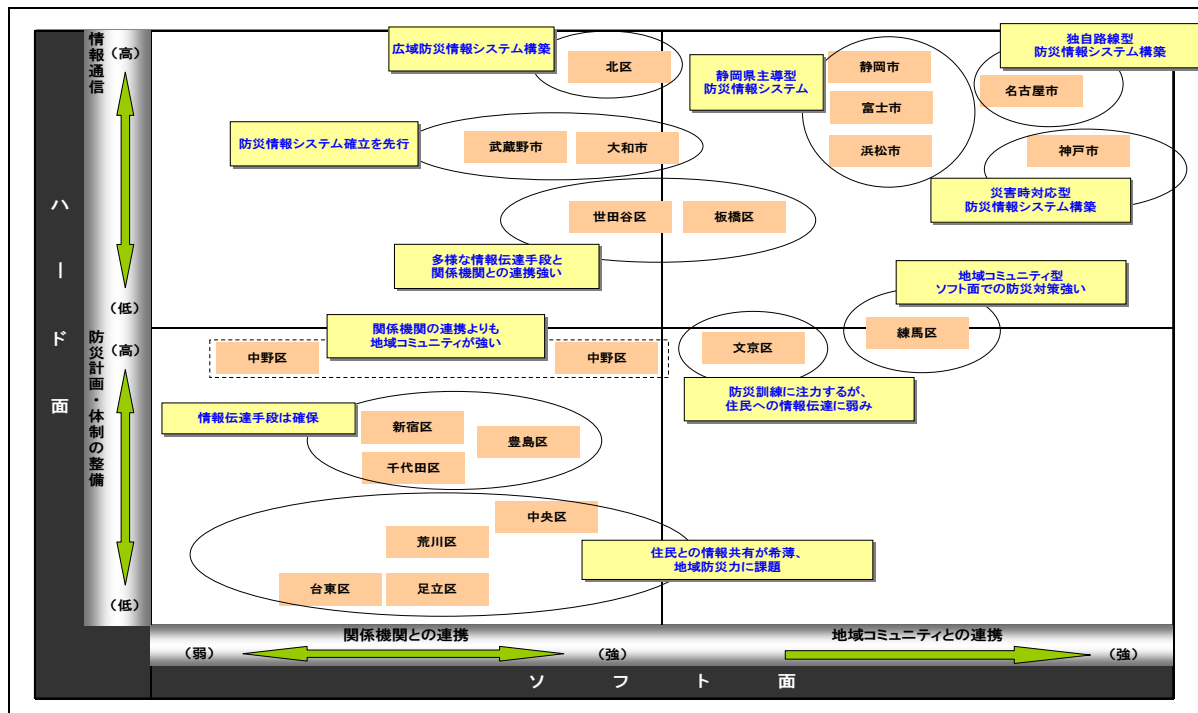 ハード面
情報通信
（高）
（低）
防災計画・体制の整備
（高）
（低）
広域防災情報システム構築
北区
静岡県主導型
防災情報システム
静岡市
富士市
浜松市
独自路線型
防災情報システム構築
名古屋市
防災情報システム確立を先行
武蔵野市
大和市
神戸市
災害時対応型
防災情報システム構築
世田谷区
板橋区
多様な情報伝達手段と
関係機関との連携強い
地域コミュニティ型
ソフト面での防災対策強い
練馬区
関係機関の連携よりも
地域コミュニティが強い
中野区
中野区
文京区
防災訓練に注力するが、
住民への情報伝達に弱み
情報伝達手段は確保
新宿区
豊島区
千代田区
中央区
荒川区
台東区
足立区
住民との情報共有が希薄、
地域防災力に課題
関係機関との連携
（弱）
（強）
地域コミュニティとの連携
（強）
ソフト面